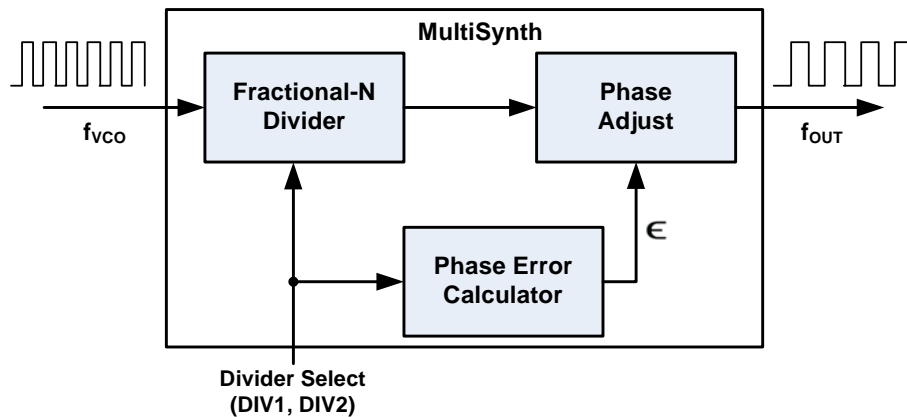 MultiSynth
Fractional-N
Divider
Phase
Adjust
fVCO
fOUT
ϵ
Phase Error
Calculator
Divider Select
(DIV1, DIV2)